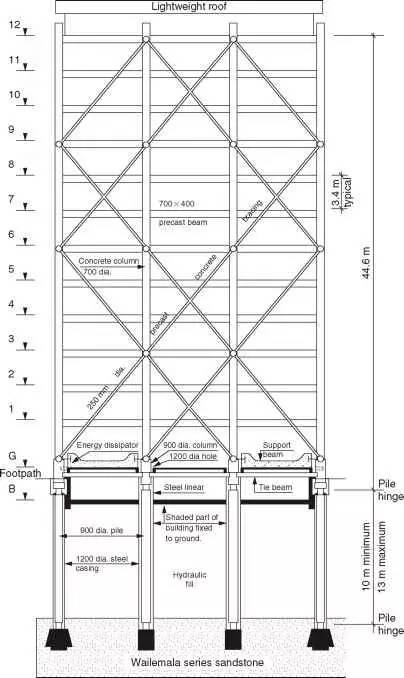 Lightweight roof
12
11
10
9
8
3.4 m
typical
7
700 × 400
precast beam
bracing
44.6 m
6
Concrete column
700 dia.
concrete
5
4
precast
3
2
250 mm dia.
1
Energy dissipator
900 dia. column
1200 dia hole
Support
beam
G
Footpath
B
Steel linear
Tie beam
Pile
hinge
Shaded part of
building fixed
to ground.
900 dia. pile
1200 dia. steel
casing
Hydraulic
fill
10 m minimum
13 m maximum
Pile
hinge
Wailemala series sandstone